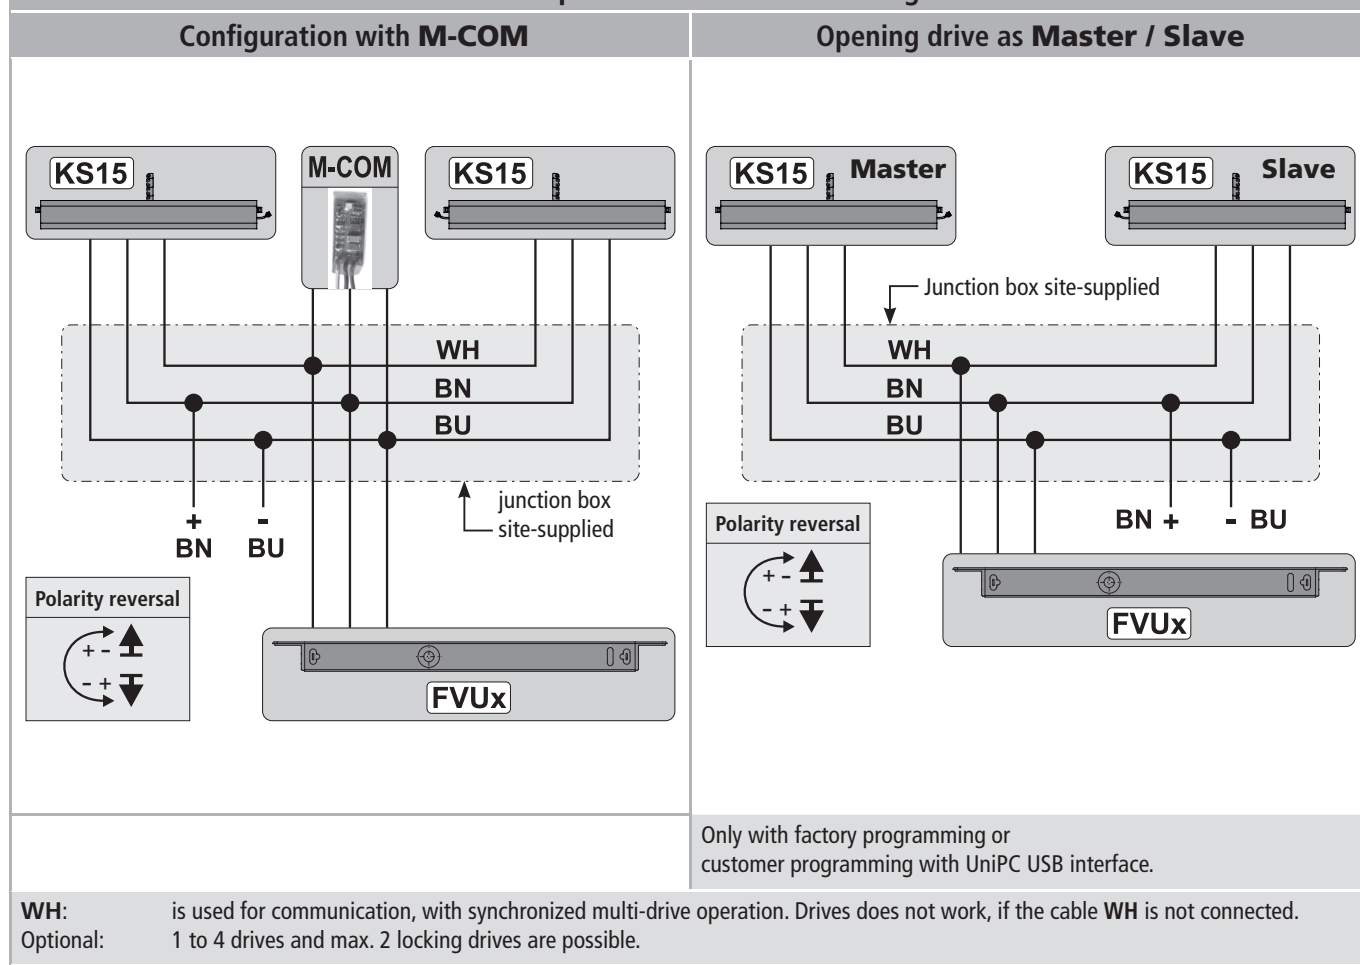 Configuration with M-COM
Opening drive as Master / Slave
KS15
M-COM
KS15
WH
BN
BU
+
-
BN
BU
junction box
site-supplied
Polarity reversal
+ -
- +
FVUx
KS15
Master
KS15
Slave
Junction box site-supplied
WH
BN
BU
BN +
- BU
Polarity reversal
+ -
- +
FVUx
Only with factory programming or
customer programming with UniPC USB interface.
WH: is used for communication, with synchronized multi-drive operation. Drives does not work, if the cable WH is not connected.
Optional: 1 to 4 drives and max. 2 locking drives are possible.